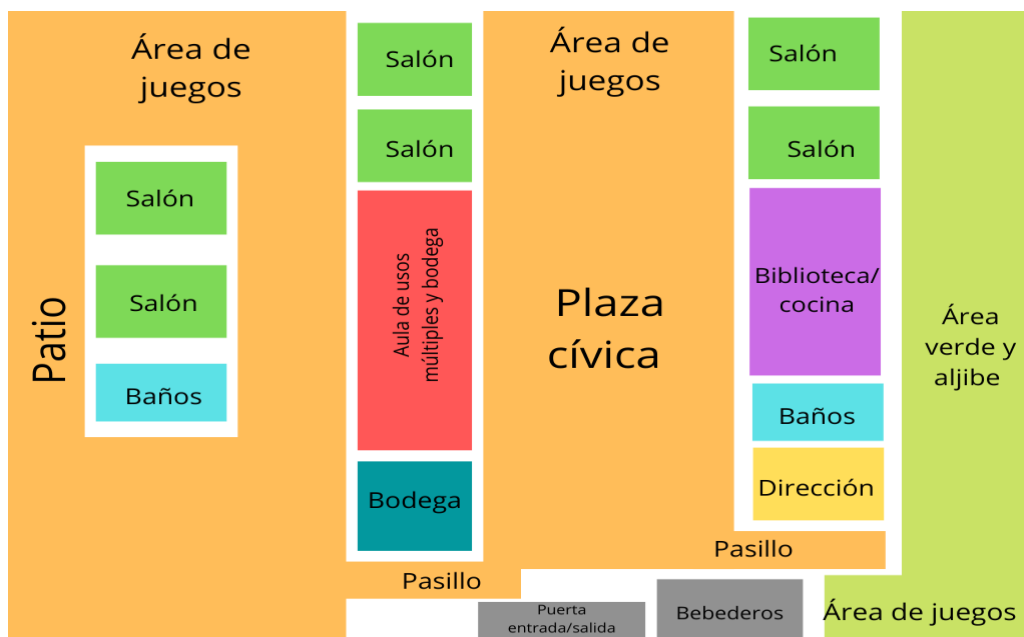 Área de
juegos
Salón
Área de
juegos
Salón
Salón
Salón
Salón
Salón
Patio
Aula de usos
múltiples y bodega
Plaza
cívica
Biblioteca/
cocina
Área
verde y
aljibe
Salón
Baños
Baños
Bodega
Dirección
Pasillo
Pasillo
Puerta
entrada/salida
Bebederos
Área de juegos